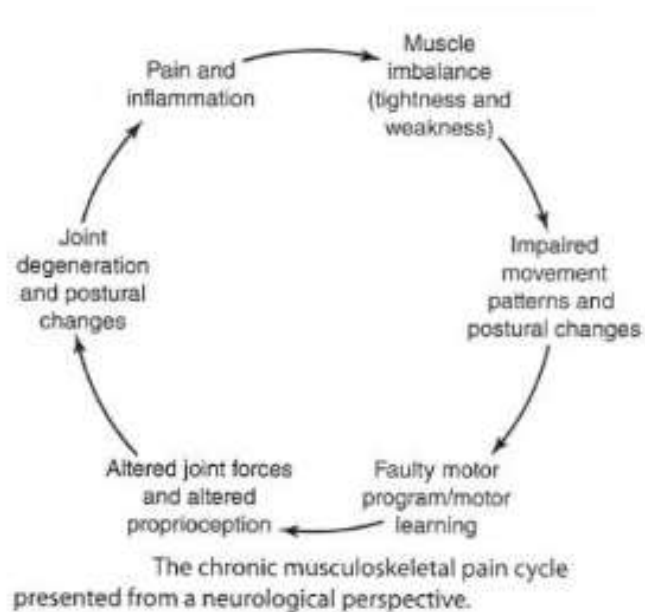 Pain and
inflammation
Muscle
imbalance
(tightness and
weakness)
Impaired
movement
patterns and
postural changes
Faulty motor
program/motor
learning
Altered joint forces
and altered
proprioception
Joint
degeneration
and postural
changes
The chronic musculoskeletal pain cycle
presented from a neurological perspective.